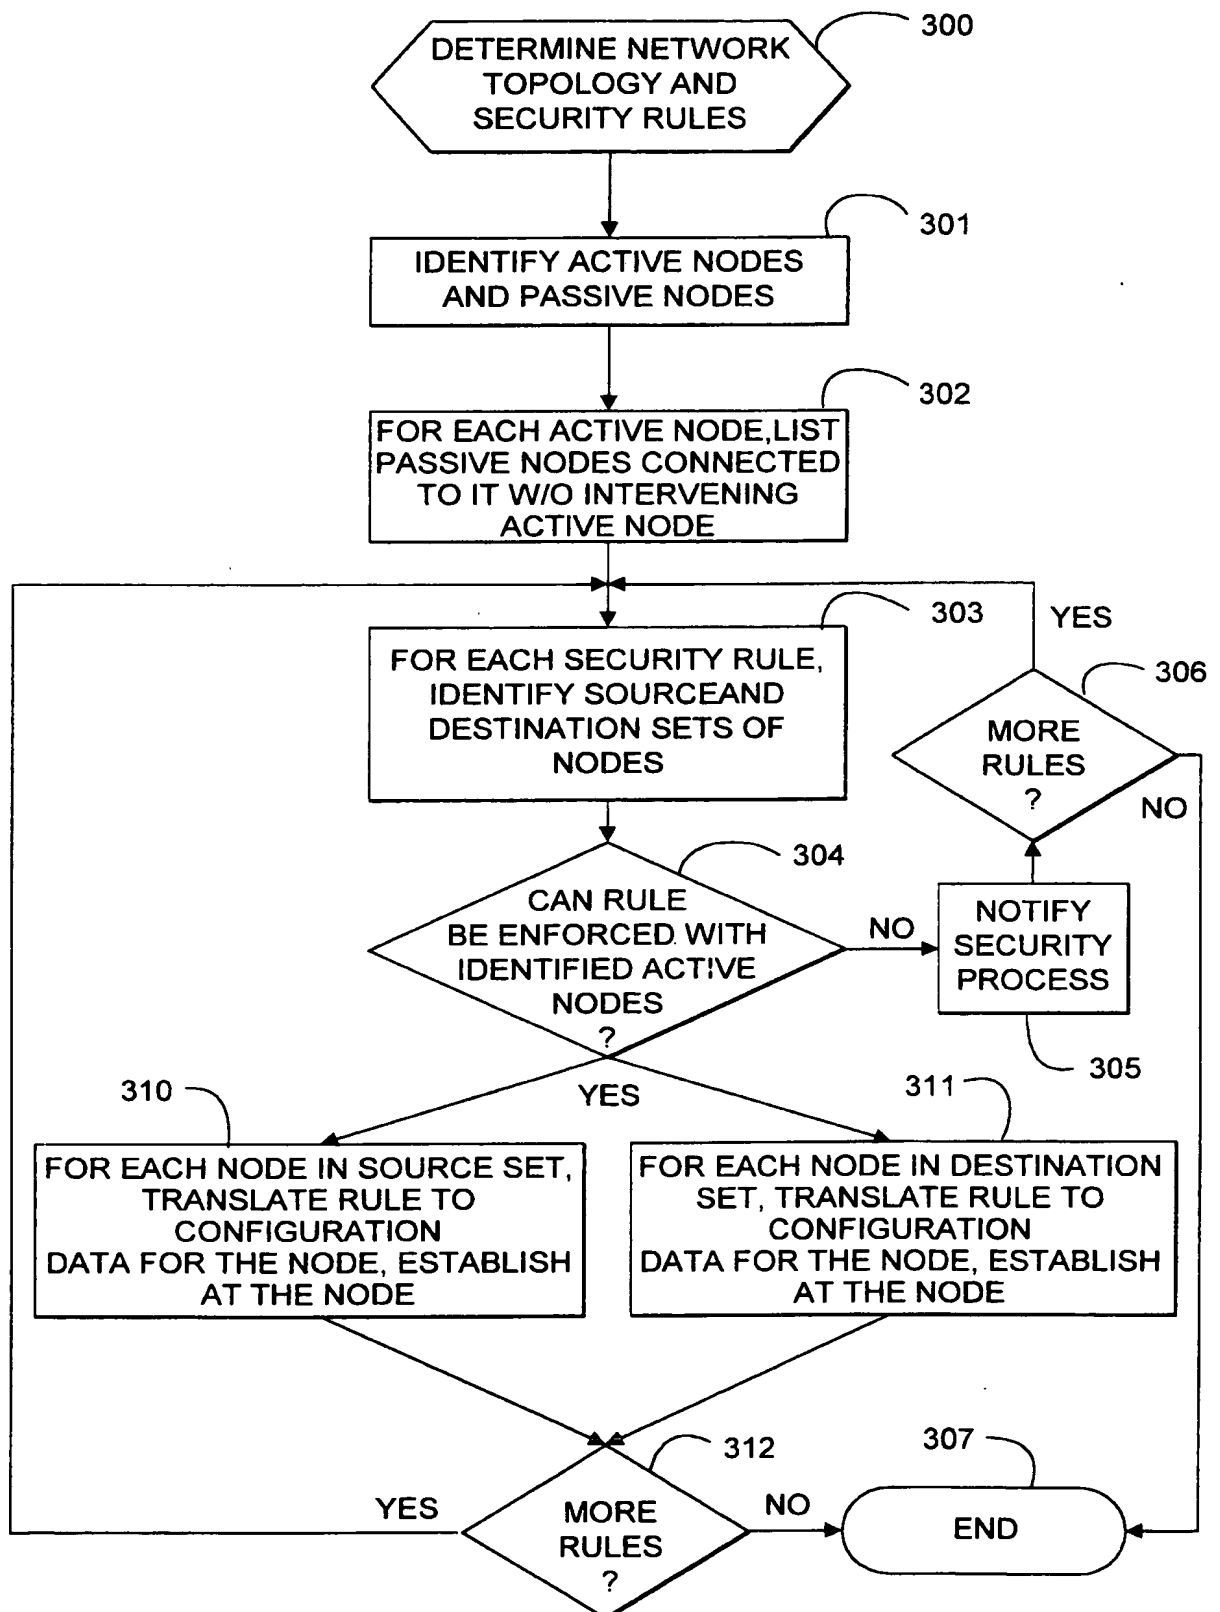 300
DETERMINE NETWORK
TOPOLOGY AND
SECURITY RULES
301
IDENTIFY ACTIVE NODES
AND PASSIVE NODES
302
FOR EACH ACTIVE NODE,LIST
PASSIVE NODES CONNECTED
TO IT W/O INTERVENING
ACTIVE NODE
303
FOR EACH SECURITY RULE,
IDENTIFY SOURCEAND
DESTINATION SETS OF
NODES
YES
306
MORE
RULES
?
NO
304
CAN RULE
BE ENFORCED WITH
IDENTIFIED ACTIVE
NODES
?
NO
NOTIFY
SECURITY
PROCESS
305
YES
310
FOR EACH NODE IN SOURCE SET,
TRANSLATE RULE TO
CONFIGURATION
DATA FOR THE NODE, ESTABLISH
AT THE NODE
311
FOR EACH NODE IN DESTINATION
SET, TRANSLATE RULE TO
CONFIGURATION
DATA FOR THE NODE, ESTABLISH
AT THE NODE
312
YES
MORE
RULES
?
NO
307
END